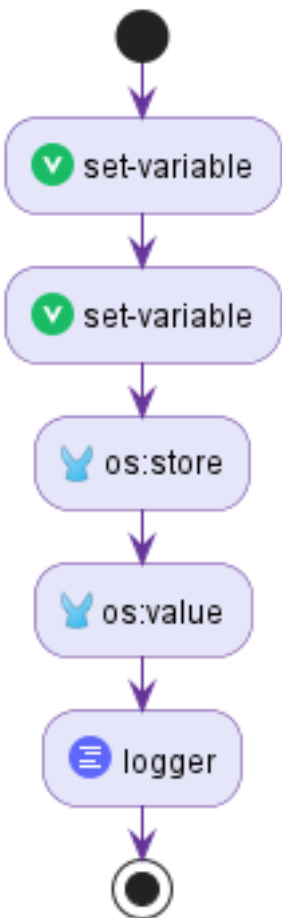 set-variable
set-variable
os:store
os:value
logger